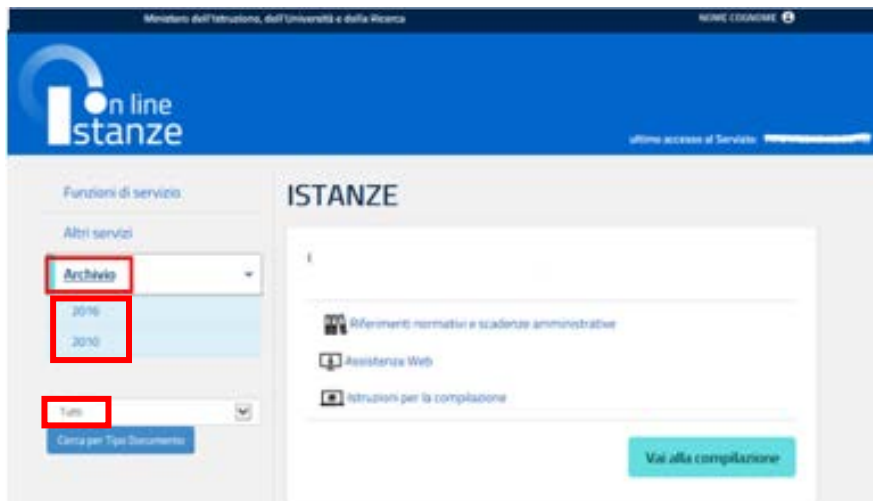 Ministero dell'Istruzione, dell'Università e della Ricerca
NOME COGNOME
On line
Istanze
ultimo accesso al Servizio:
Funzioni di servizio
ISTANZE
Altri servizi
Archivio
2016
2010
Riferimenti normativi e scadenze amministrative
Assistenza Web
Istruzioni per la compilazione
Tutti
Cerca per Tipo Documento
Vai alla compilazione